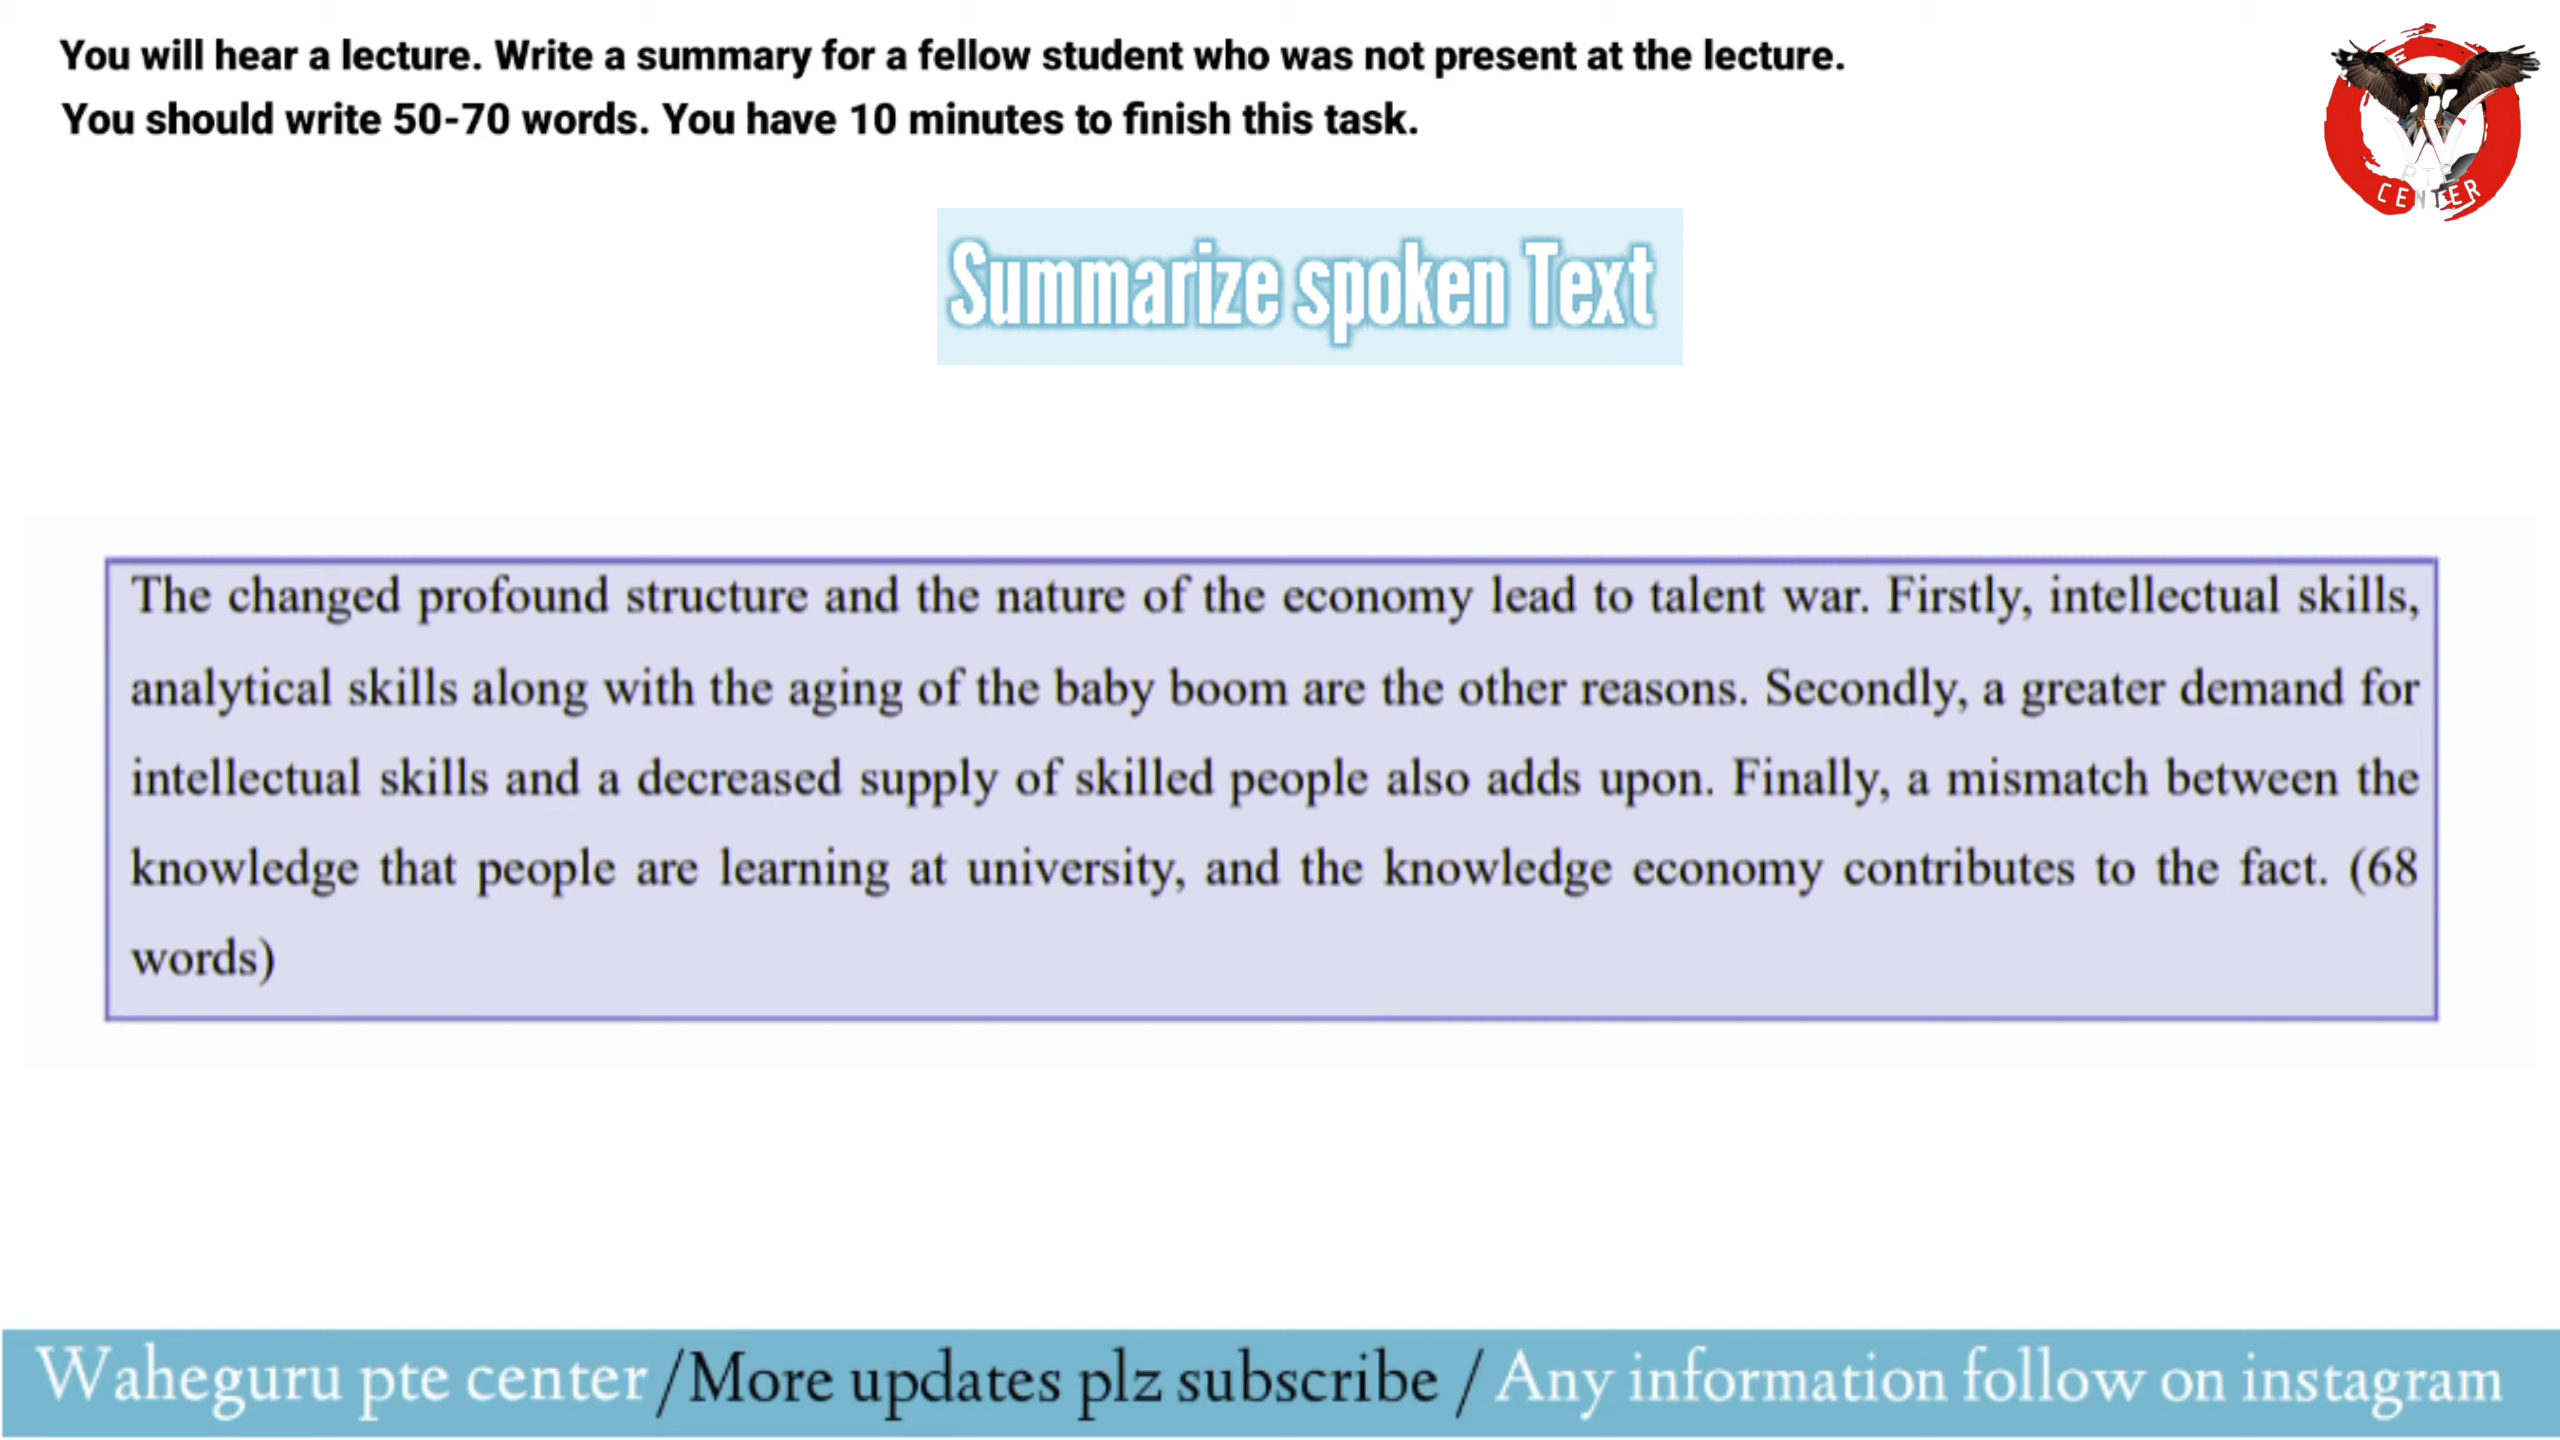 You will hear a lecture. Write a summary for a fellow student who was not present at the lecture.
You should write 50-70 words. You have 10 minutes to finish this task.
W
PTE
CENTER
Summarize spoken Text
The changed profound structure and the nature of the economy lead to talent war. Firstly, intellectual skills,
analytical skills along with the aging of the baby boom are the other reasons. Secondly, a greater demand for
intellectual skills and a decreased supply of skilled people also adds upon. Finally, a mismatch between the
knowledge that people are learning at university, and the knowledge economy contributes to the fact. (68
words)
Waheguru pte center /More updates plz subscribe / Any information follow on instagram